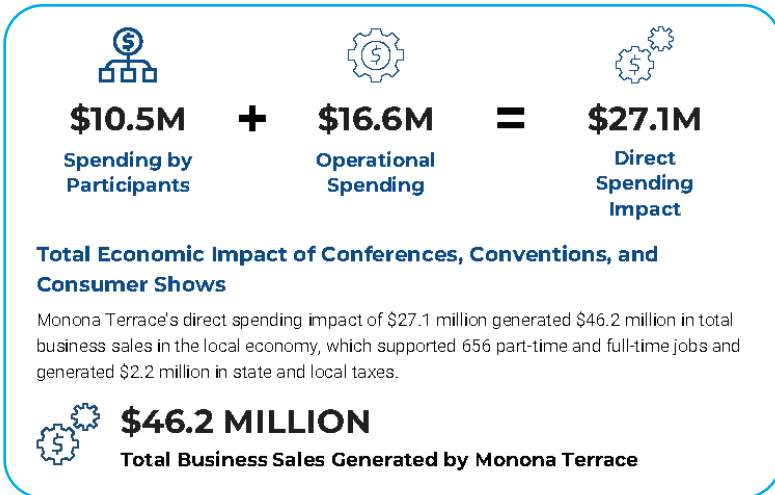 $10.5M + $16.6M = $27.1M
Spending by Participants
Operational Spending
Direct Spending Impact
Total Economic Impact of Conferences, Conventions, and
Consumer Shows
Monona Terrace's direct spending impact of $27.1 million generated $46.2 million in total
business sales in the local economy, which supported 656 part-time and full-time jobs and
generated $2.2 million in state and local taxes.
$46.2 MILLION
Total Business Sales Generated by Monona Terrace